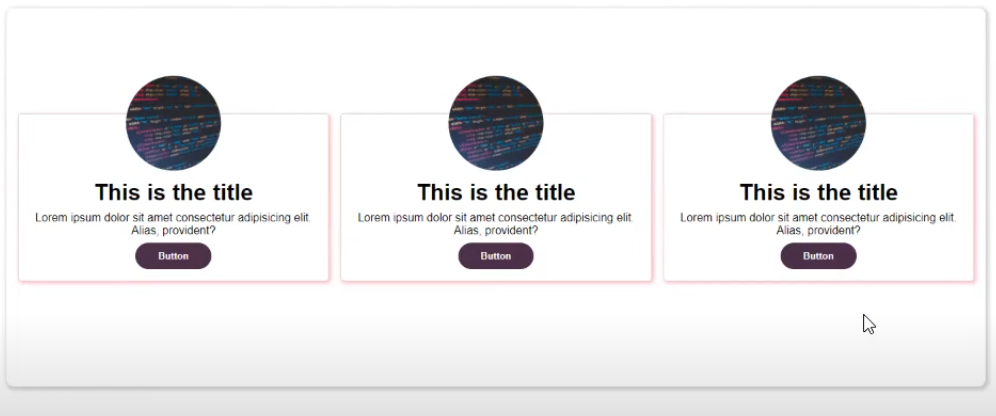 This is the title
Lorem ipsum dolor sit amet consectetur adipisicing elit.
Alias, provident?
Button
This is the title
Lorem ipsum dolor sit amet consectetur adipisicing elit.
Alias, provident?
Button
This is the title
Lorem ipsum dolor sit amet consectetur adipisicing elit.
Alias, provident?
Button